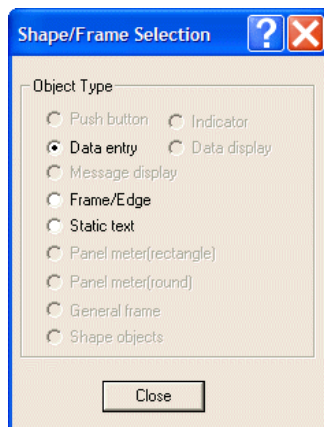 Shape/Frame Selection
Object Type
Push button Indicator
Data entry Data display
Message display
Frame/Edge
Static text
Panel meter(rectangle)
Panel meter(round)
General frame
Shape objects
Close